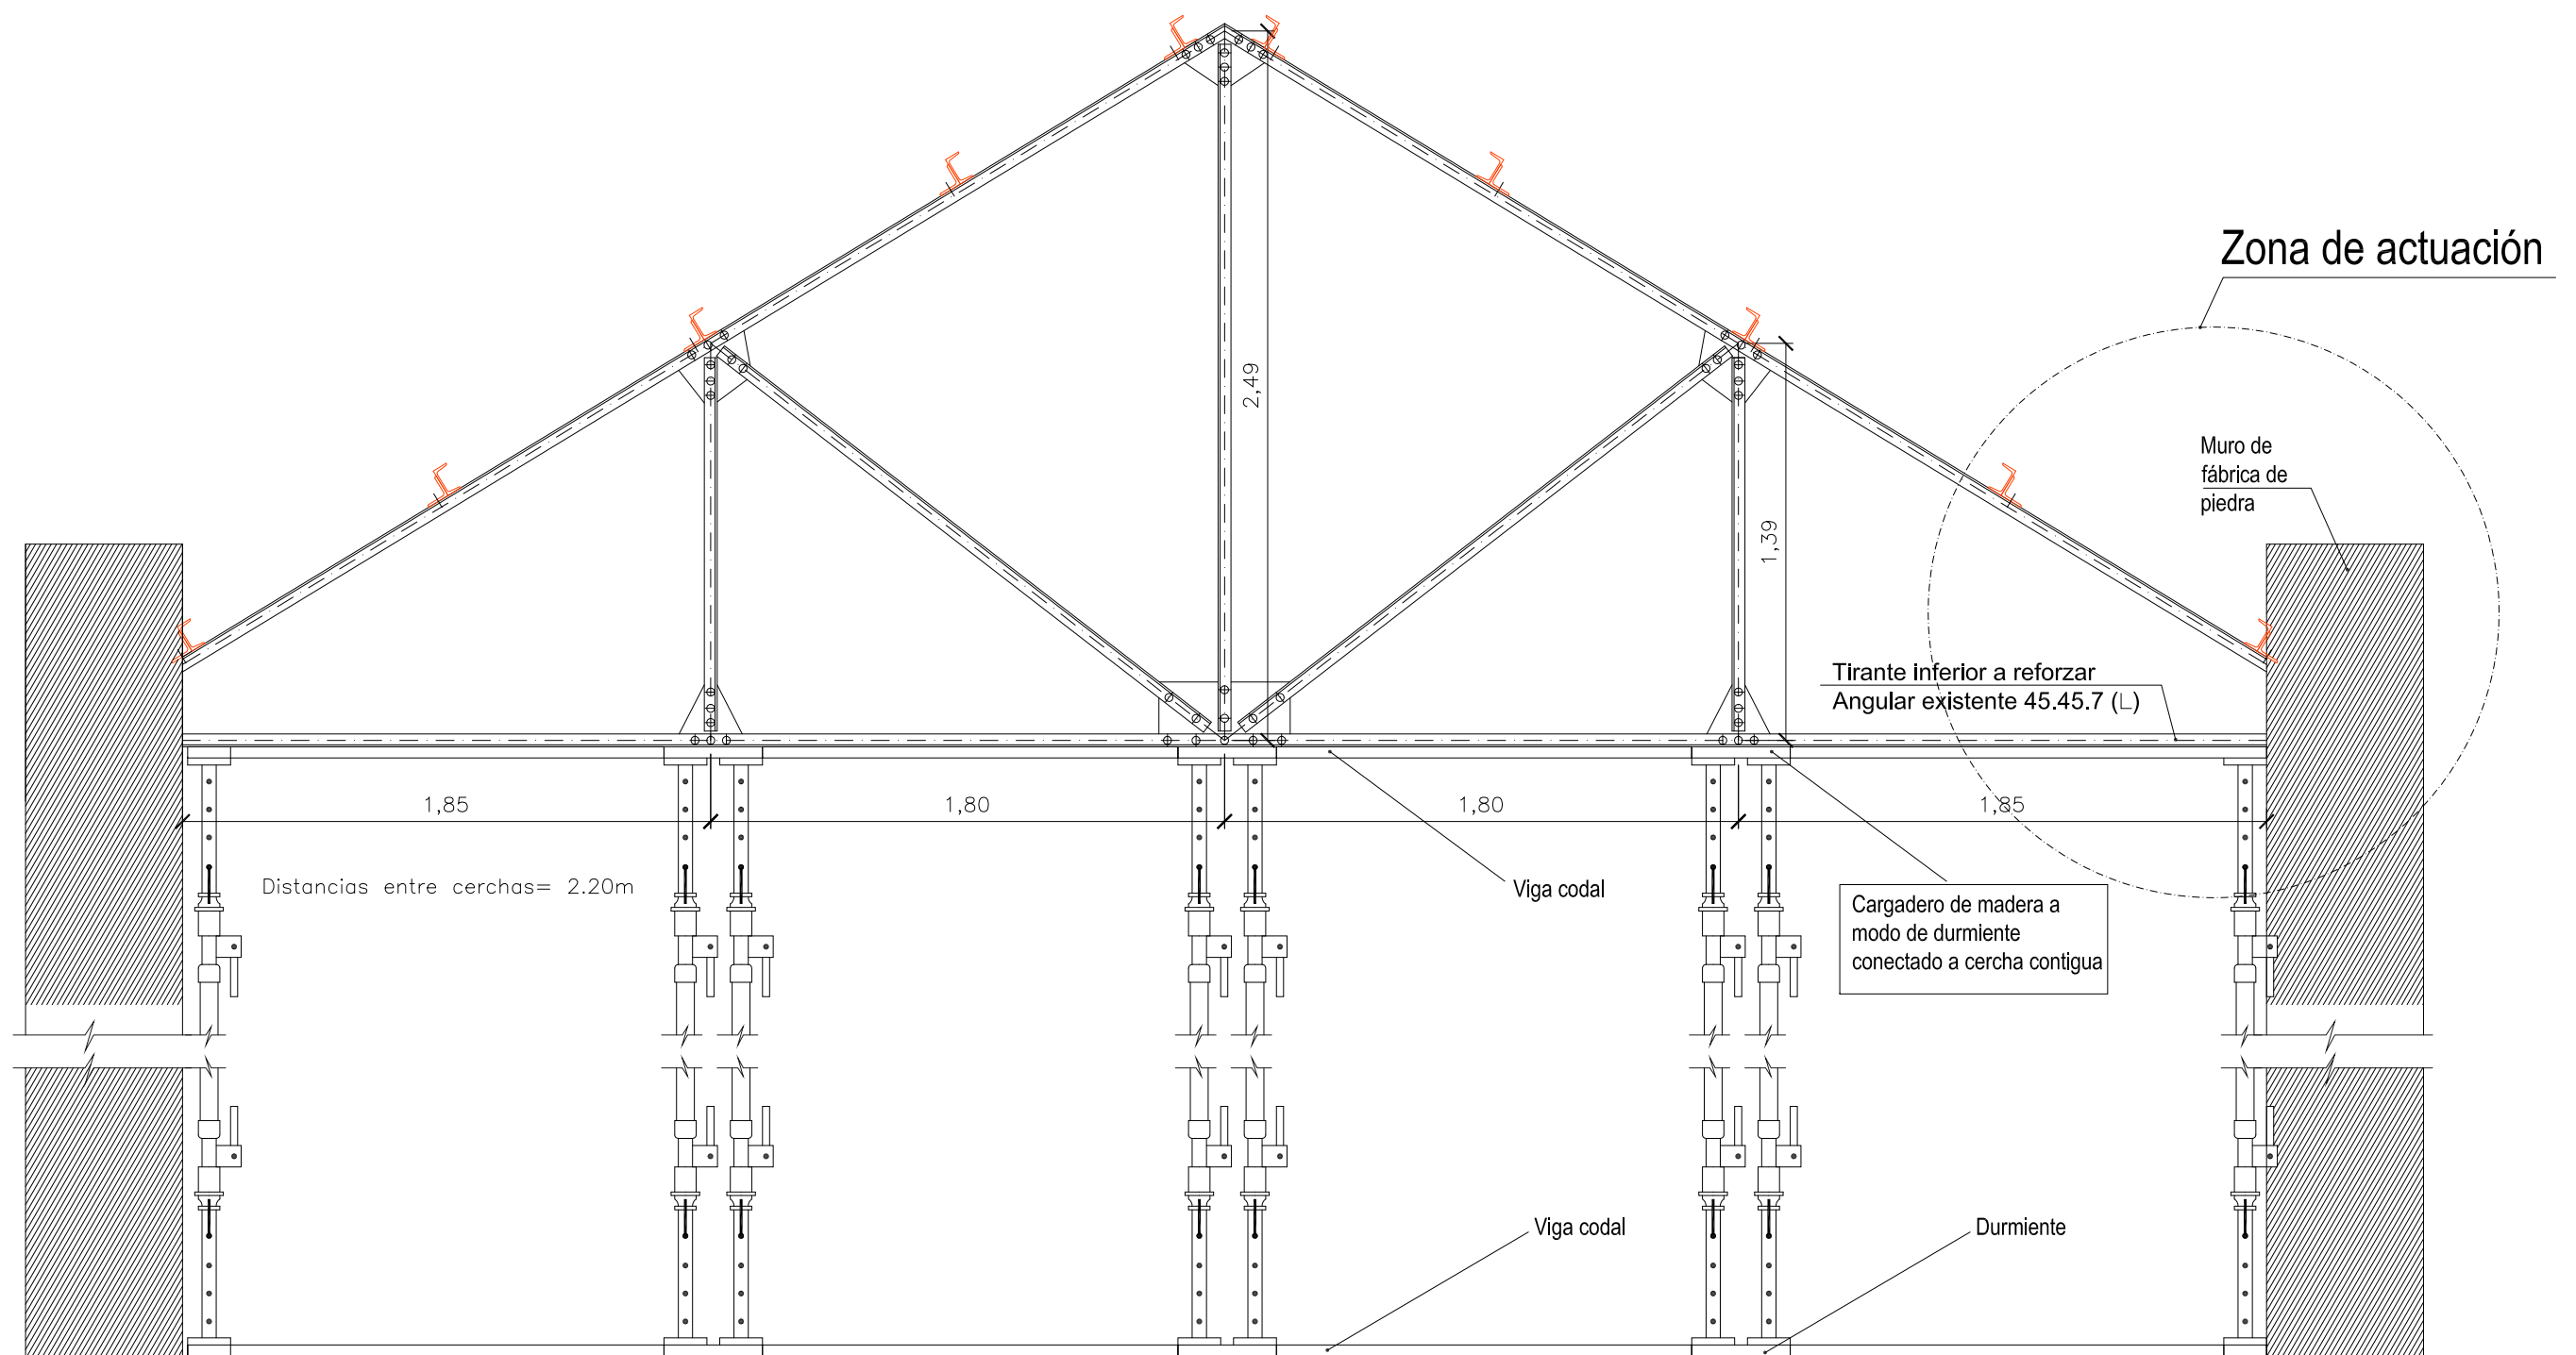 Zona de actuación
2,49
Muro de
fábrica de
piedra
1,39
Tirante inferior a reforzar
Angular existente 45.45.7 (L)
1,85
1,80
1,80
1,85
Distancias entre cerchas= 2.20m
Viga codal
Cargadero de madera a
modo de durmiente
conectado a cercha contigua
Viga codal
Durmiente